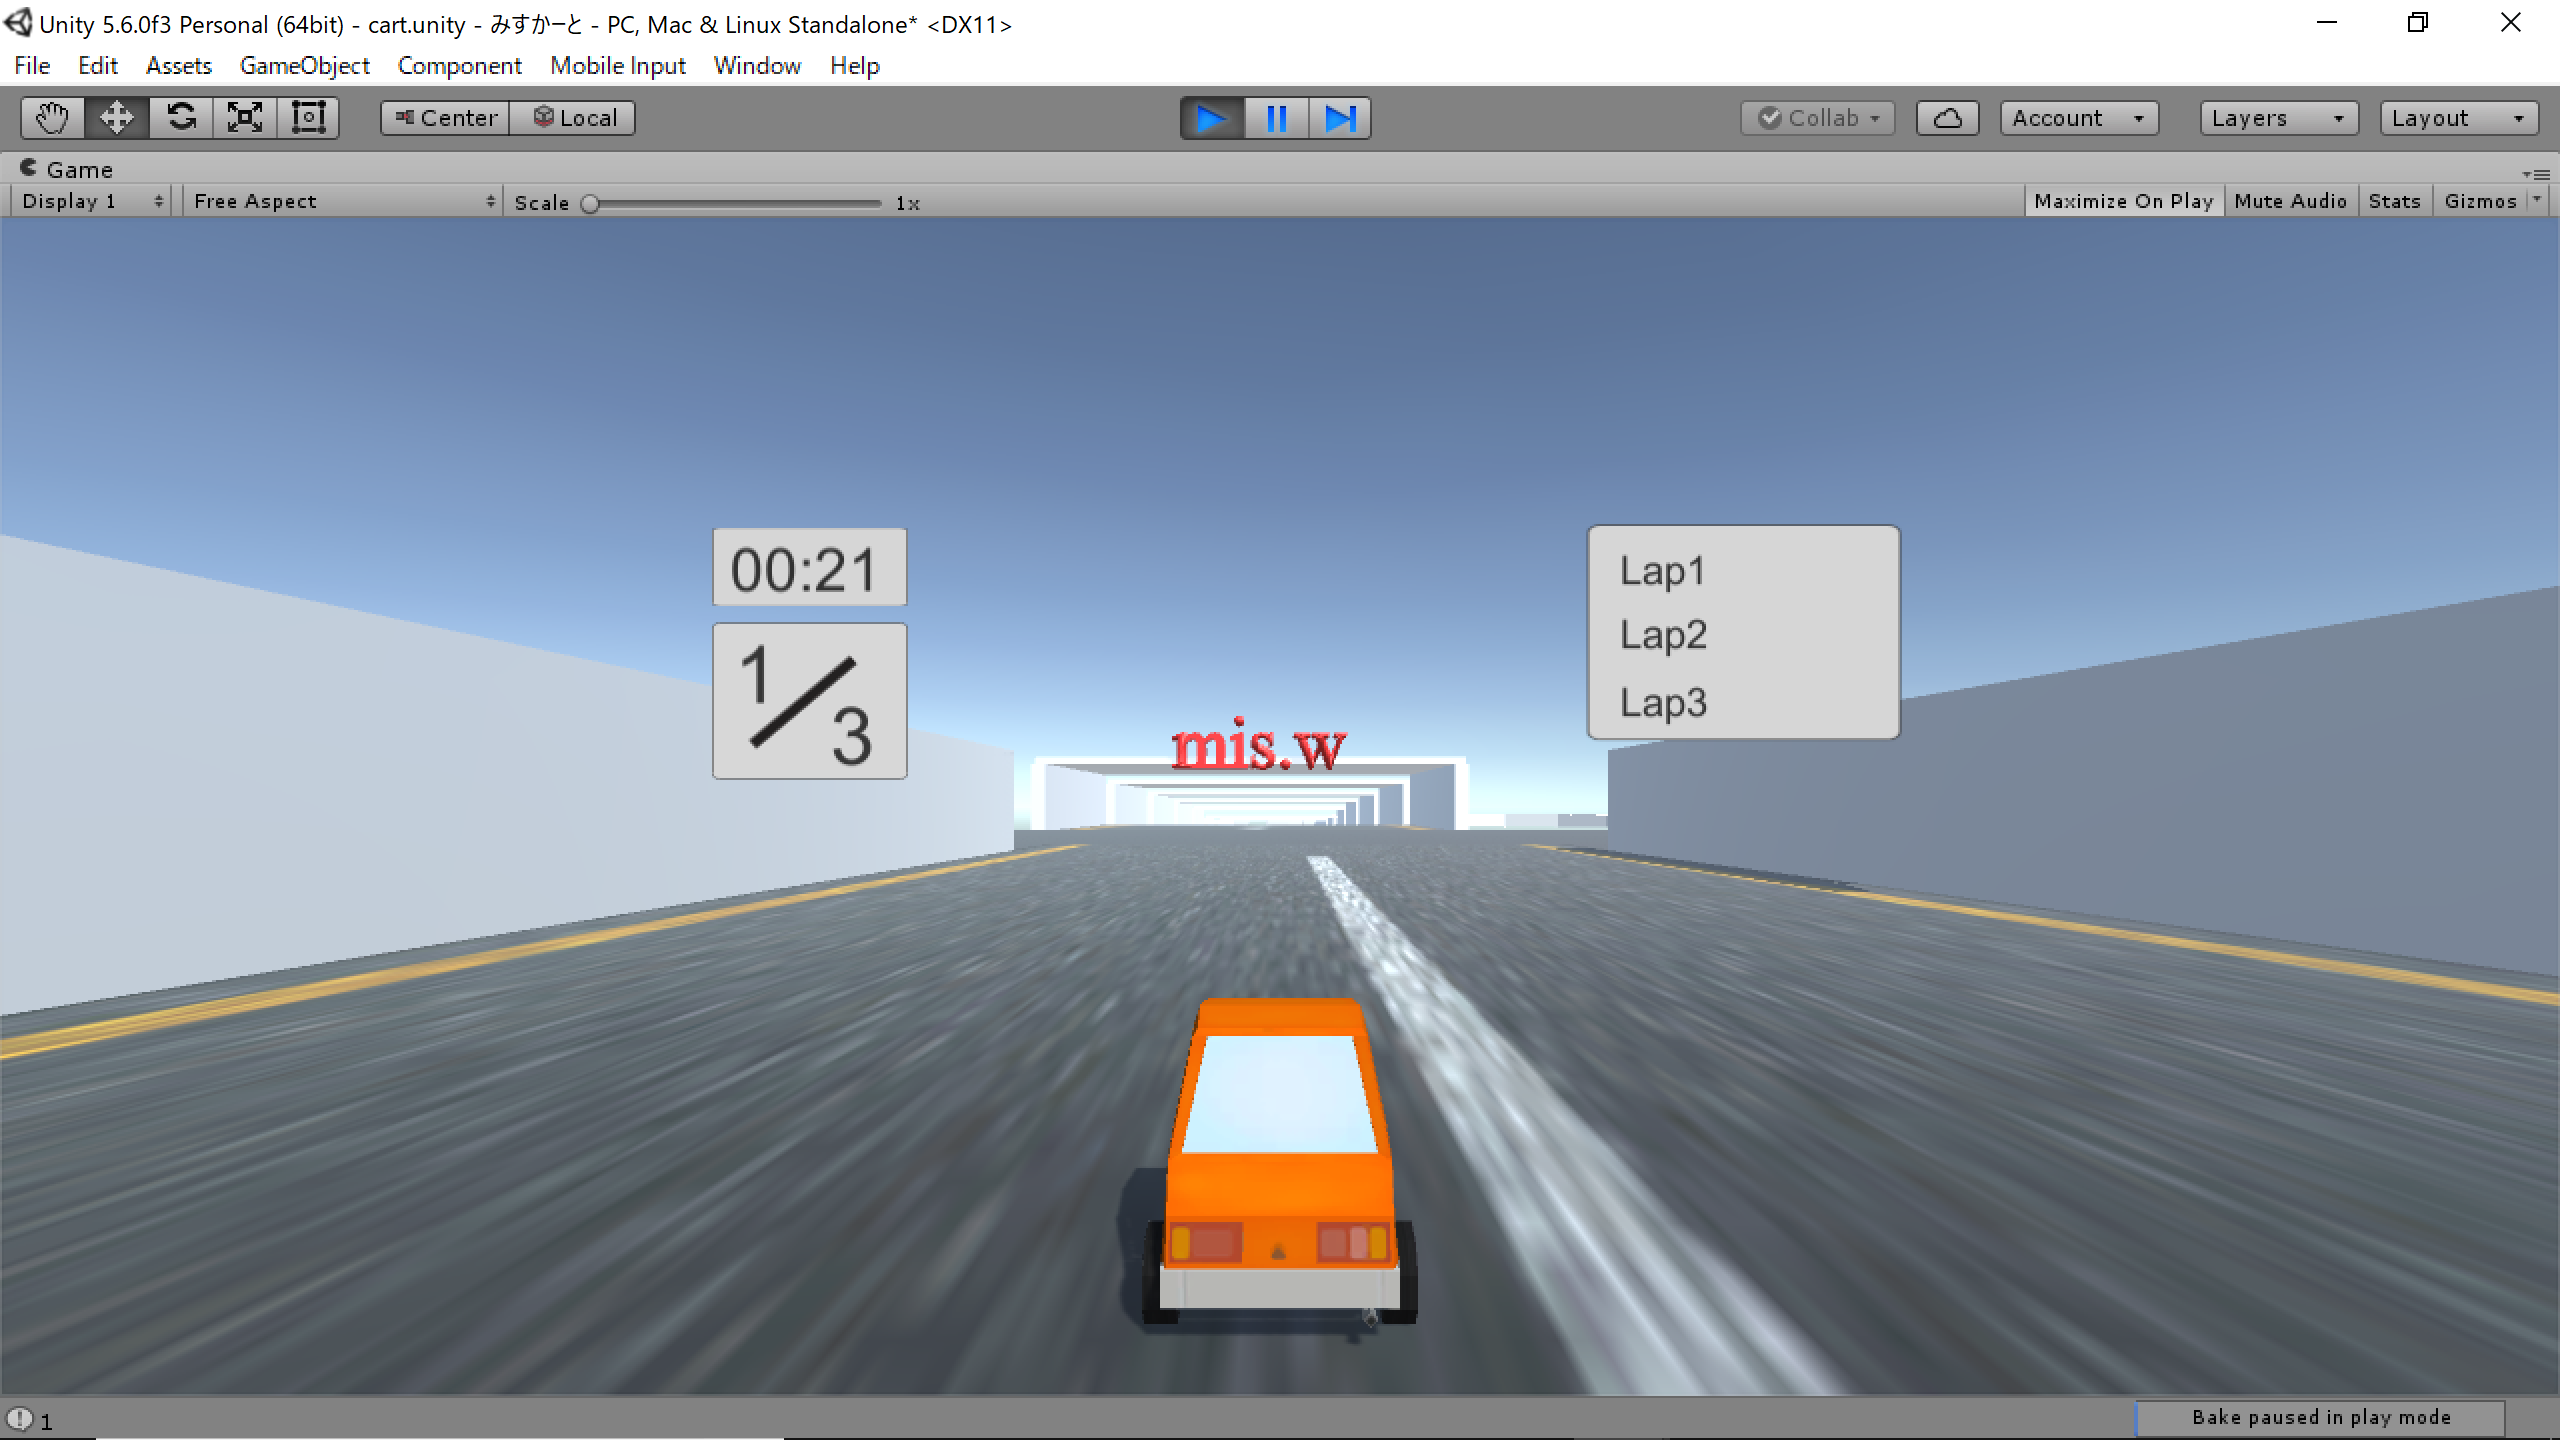 Unity 5.6.0f3 Personal (64bit) - cart.unity - みすかーと - PC, Mac & Linux Standalone* <DX11>
File Edit Assets GameObject Component Mobile Input Window Help
Center Local Collab Account Layers Layout
Game
Display 1 Free Aspect Scale 1x Maximize On Play Mute Audio Stats Gizmos
00:21
1/3
Lap1
Lap2
Lap3
mis.w
1 Bake paused in play mode